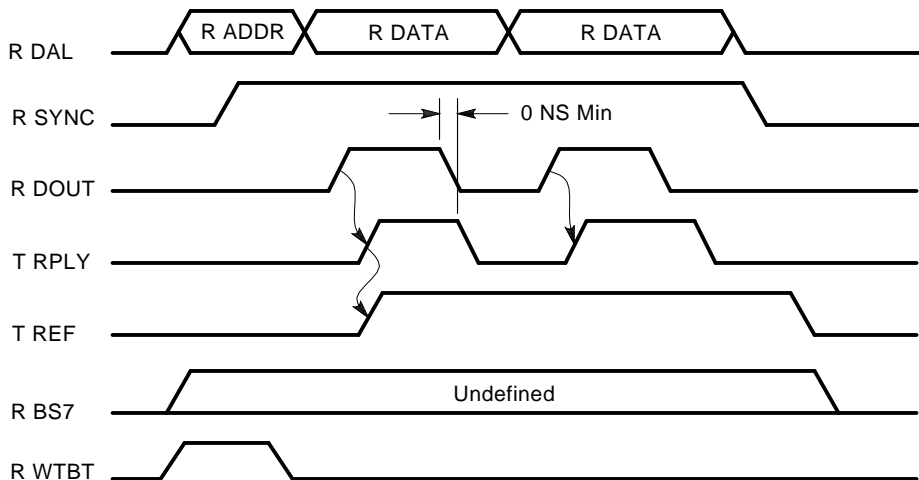 R DAL R ADDR R DATA R DATA
R SYNC 0 NS Min
R DOUT
T RPLY
T REF
R BS7 Undefined
R WTBT